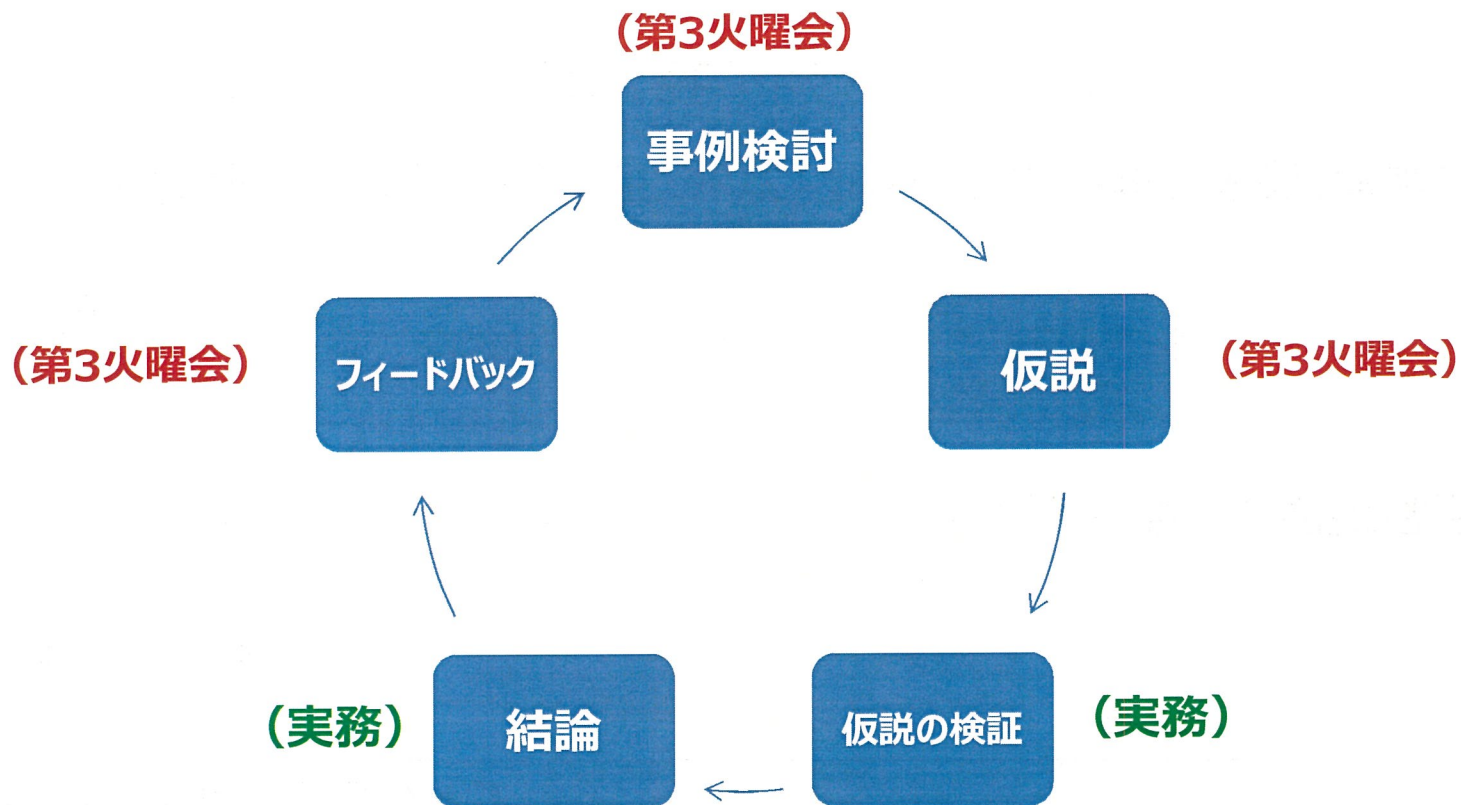 (第3火曜会)
事例検討
仮説
(第3火曜会)
仮説の検証
(実務)
結論
(実務)
フィードバック
(第3火曜会)